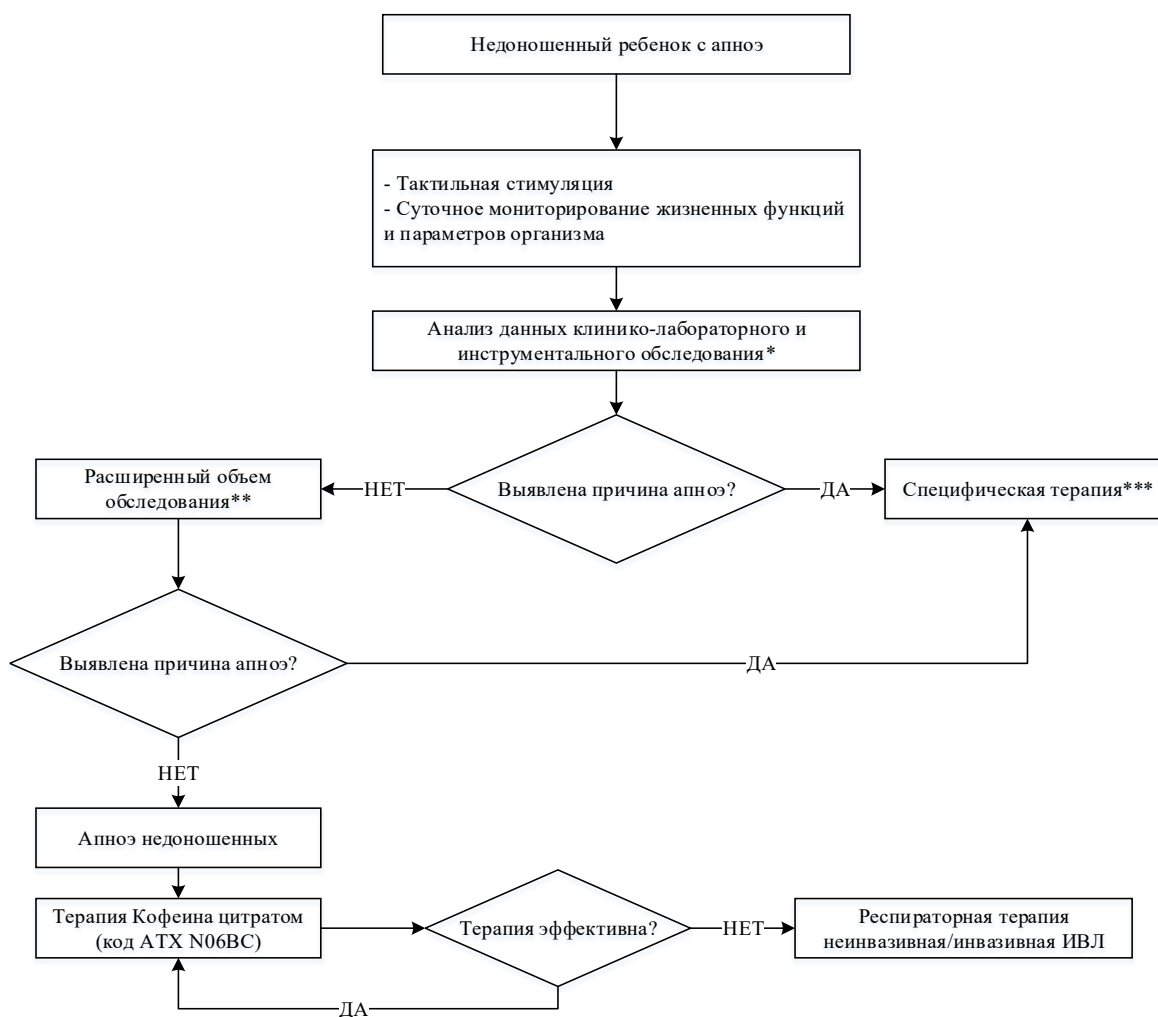 Недоношенный ребенок с апноэ
- Тактильная стимуляция
- Суточное мониторирование жизненных функций
и параметров организма
Анализ данных клинико-лабораторного и
инструментального обследования*
Выявлена причина апноэ?
НЕТ
ДА
Расширенный объем
обследования**
Специфическая терапия***
Выявлена причина апноэ?
ДА
НЕТ
Апноэ недоношенных
Терапия Кофеина цитратом
(код АТХ N06BC)
Терапия эффективна?
НЕТ
Респираторная терапия
неинвазивная/инвазивная ИВЛ
ДА